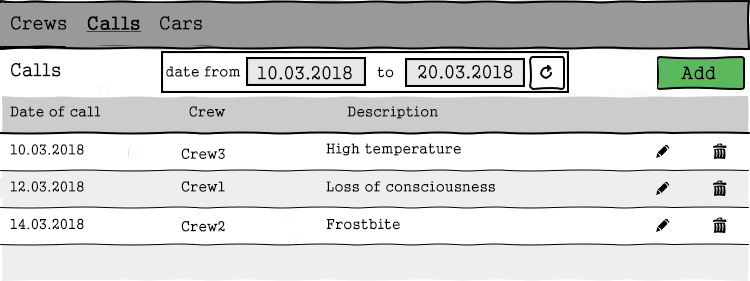 Crews Calls Cars
Calls date from 10.03.2018 to 20.03.2018 Add
Date of call Crew Description
10.03.2018 Crew3 High temperature
12.03.2018 Crew1 Loss of consciousness
14.03.2018 Crew2 Frostbite